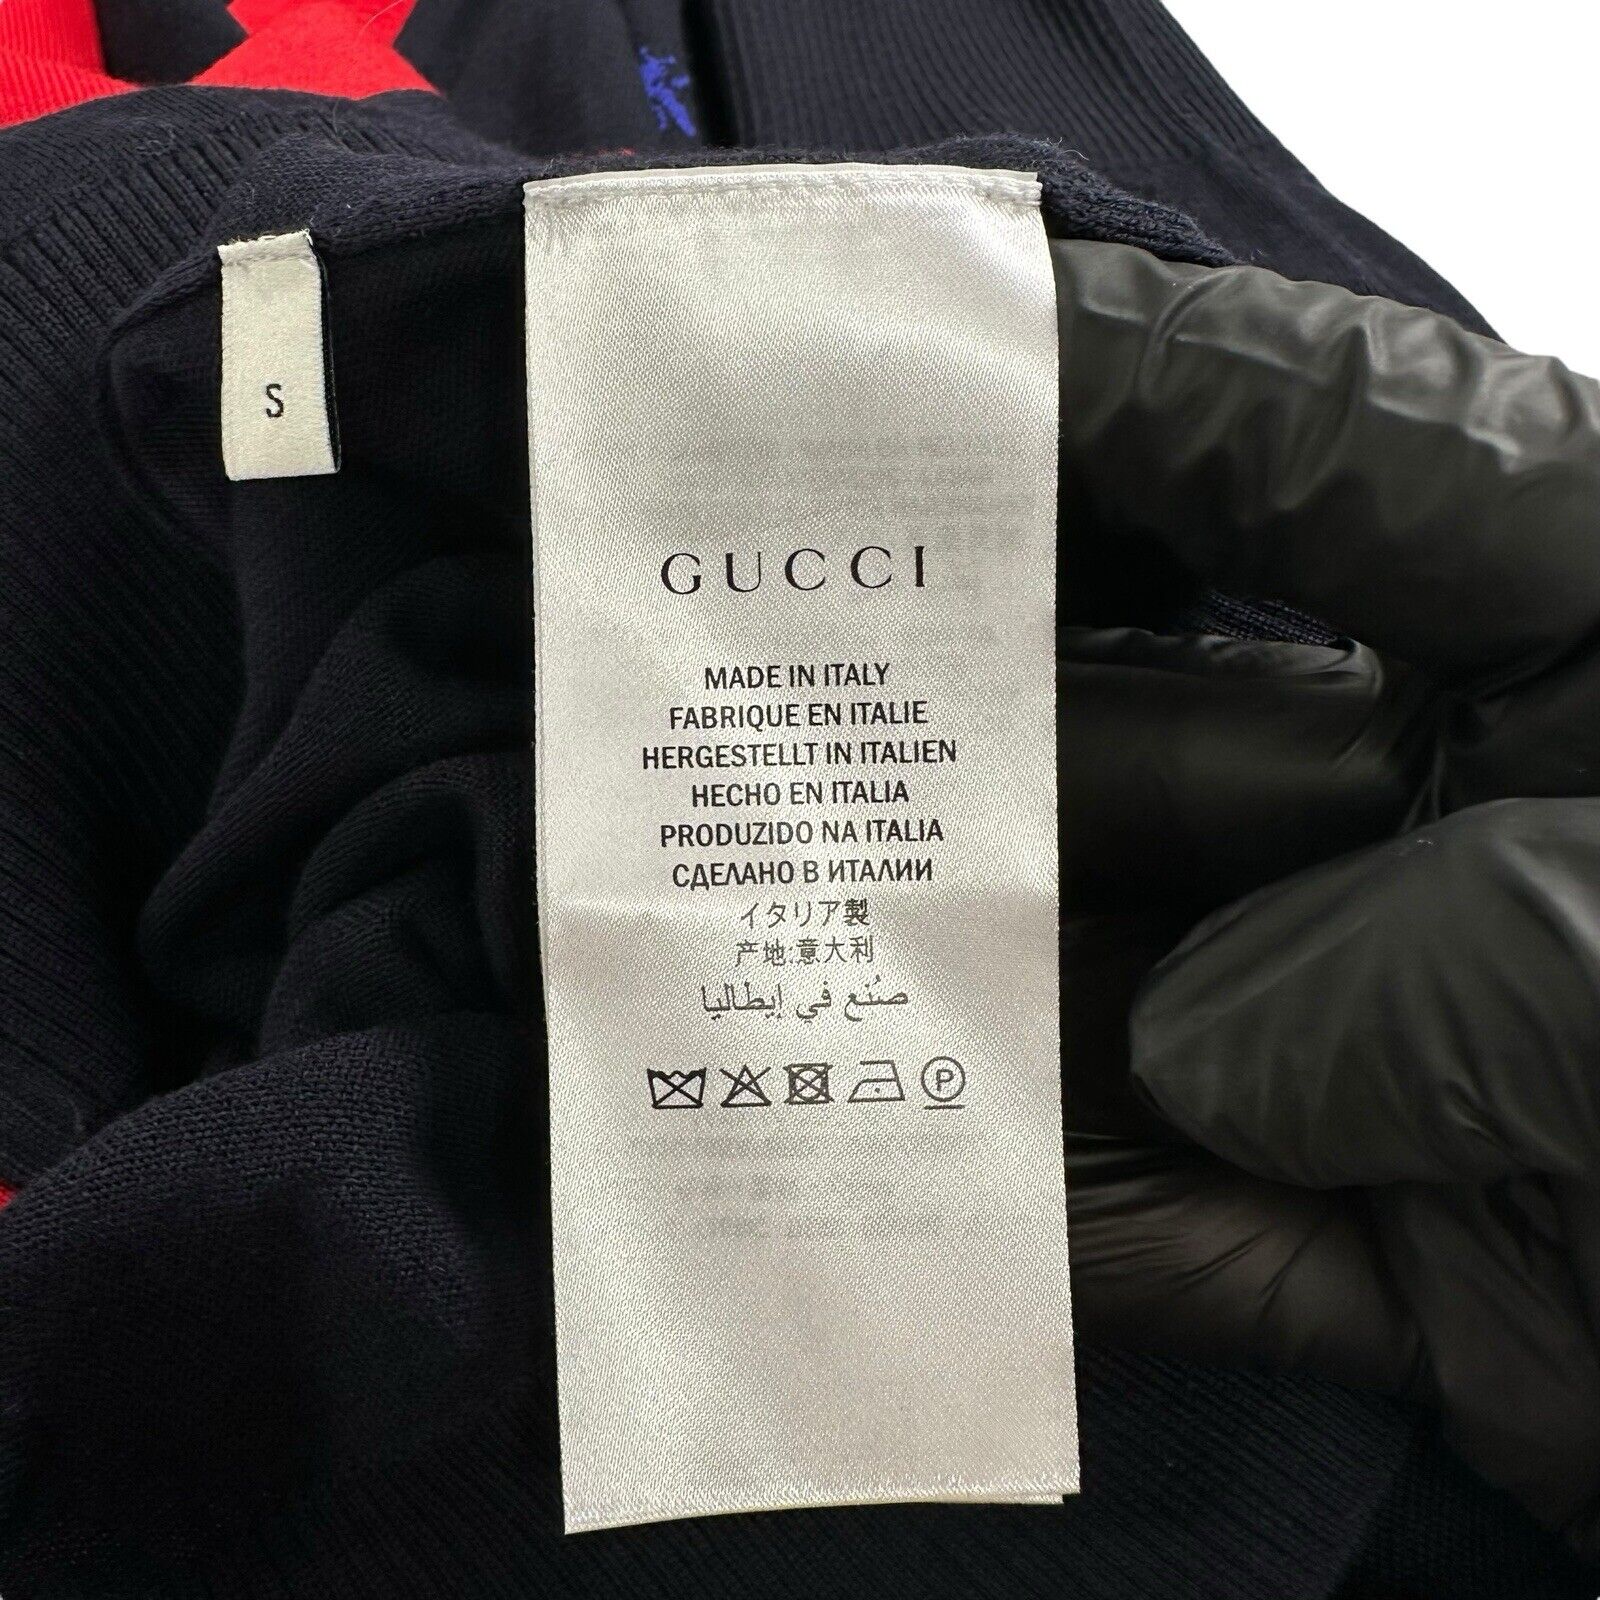 S
GUCCI
MADE IN ITALY
FABRIQUE EN ITALIE
HERGESTELLT IN ITALIEN
HECHO EN ITALIA
PRODUZIDO NA ITALIA
СДЕЛАНО В ИТАЛИИ
イタリア製
产地:意大利
صُنع في إيطاليا
P